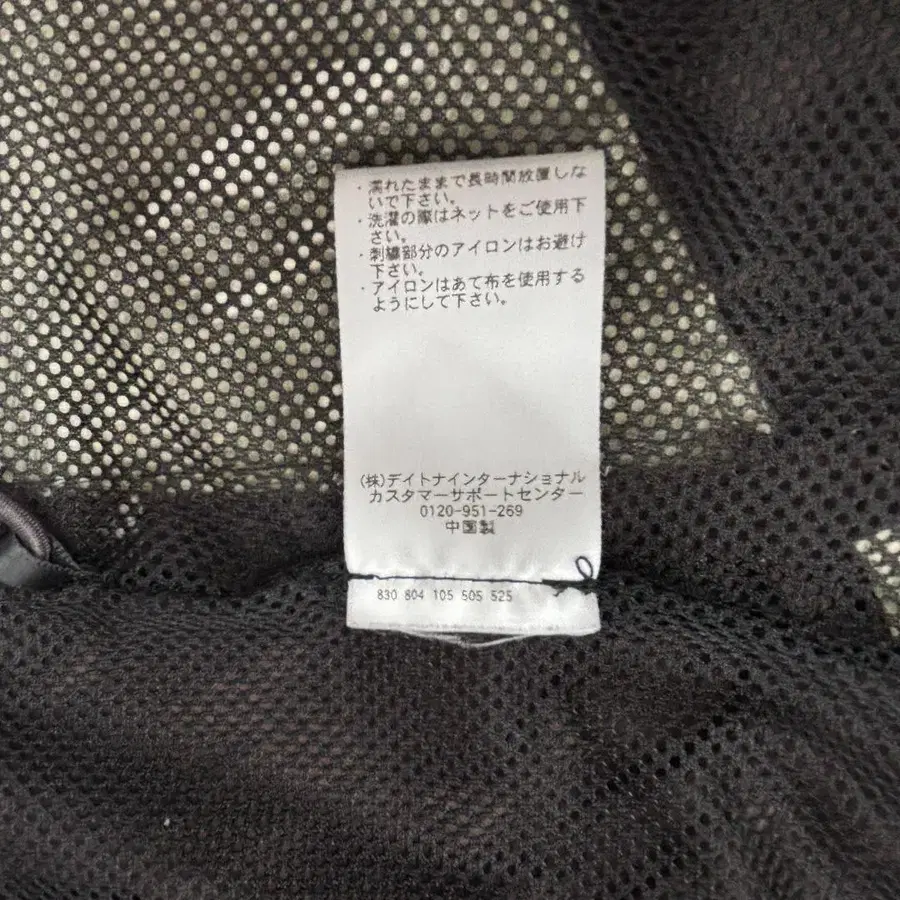 ・濡れたままで長時間放置しな
いで下さい。
・洗濯の際はネットをご使用下
さい。
・刺繍部分のアイロンはお避け
下さい。
・アイロンはあて布を使用する
ようにして下さい。
(株)デイトナインターナショナル
カスタマーサポートセンター
0120-951-269
中国製
830 804 105 505 525